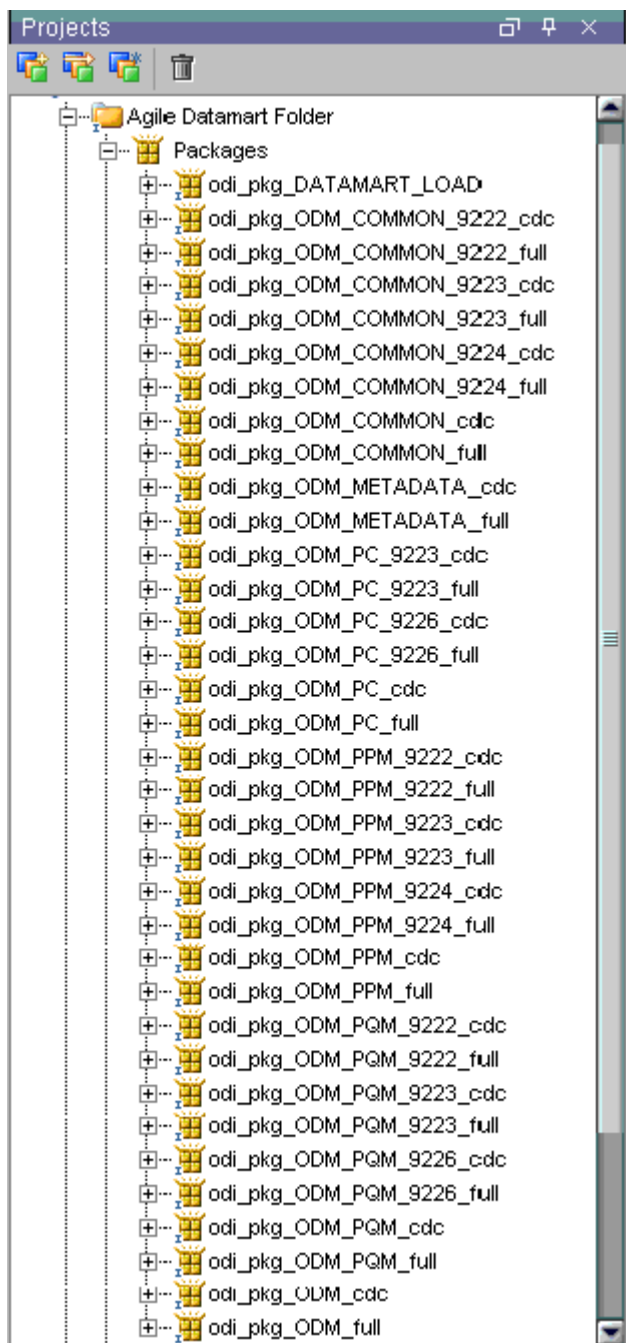 Projects
Agile Datamart Folder
Packages
odi_pkg_DATAMART_LOAD
odi_pkg_ODM_COMMON_9222_cdc
odi_pkg_ODM_COMMON_9222_full
odi_pkg_ODM_COMMON_9223_cdc
odi_pkg_ODM_COMMON_9223_full
odi_pkg_ODM_COMMON_9224_cdc
odi_pkg_ODM_COMMON_9224_full
odi_pkg_ODM_COMMON_cdc
odi_pkg_ODM_COMMON_full
odi_pkg_ODM_METADATA_cdc
odi_pkg_ODM_METADATA_full
odi_pkg_ODM_PC_9223_cdc
odi_pkg_ODM_PC_9223_full
odi_pkg_ODM_PC_9226_cdc
odi_pkg_ODM_PC_9226_full
odi_pkg_ODM_PC_cdc
odi_pkg_ODM_PC_full
odi_pkg_ODM_PPM_9222_cdc
odi_pkg_ODM_PPM_9222_full
odi_pkg_ODM_PPM_9223_cdc
odi_pkg_ODM_PPM_9223_full
odi_pkg_ODM_PPM_9224_cdc
odi_pkg_ODM_PPM_9224_full
odi_pkg_ODM_PPM_cdc
odi_pkg_ODM_PPM_full
odi_pkg_ODM_PQM_9222_cdc
odi_pkg_ODM_PQM_9222_full
odi_pkg_ODM_PQM_9223_cdc
odi_pkg_ODM_PQM_9223_full
odi_pkg_ODM_PQM_9226_cdc
odi_pkg_ODM_PQM_9226_full
odi_pkg_ODM_PQM_cdc
odi_pkg_ODM_PQM_full
odi_pkg_ODM_cdc
odi_pkg_ODM_full